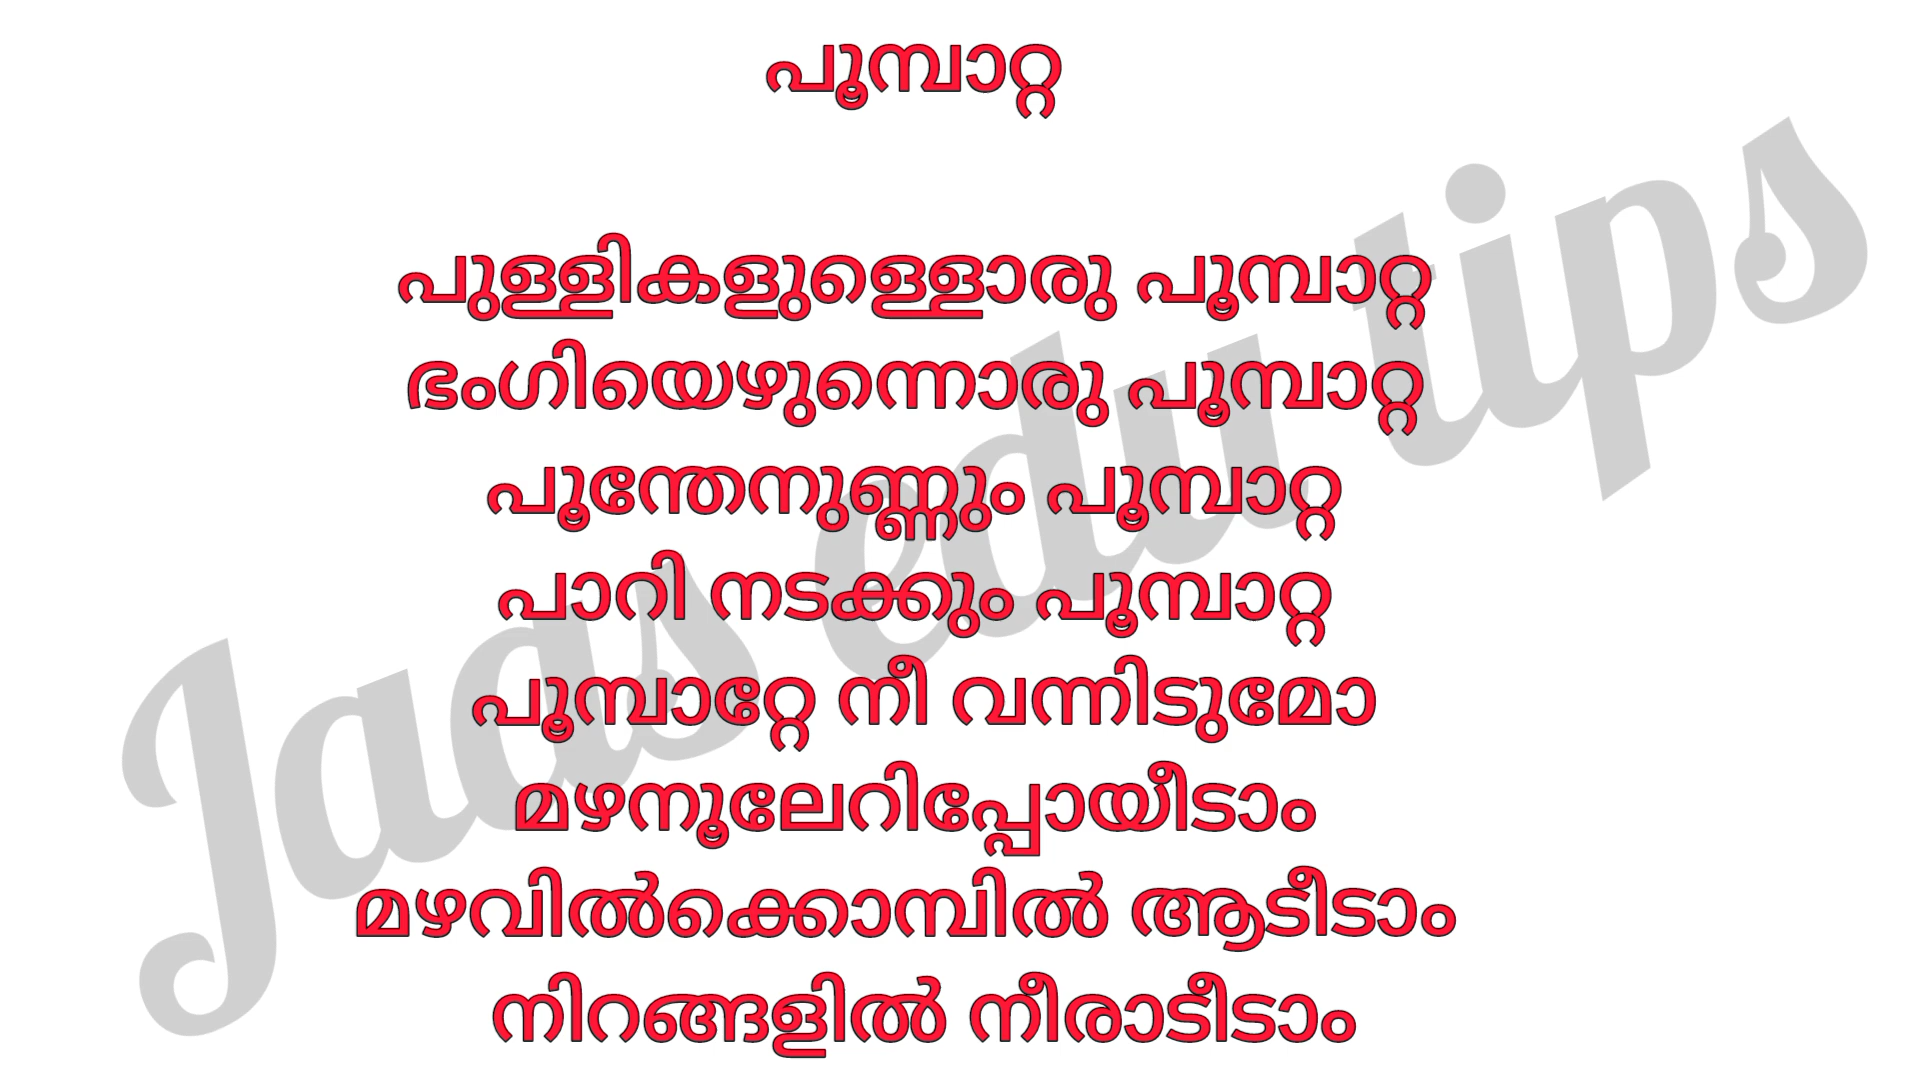 പൂമ്പാറ്റ
പുള്ളികളുള്ളൊരു പൂമ്പാറ്റ
ഭംഗിയെഴുന്നൊരു പൂമ്പാറ്റ
പൂന്തേനുണ്ണും പൂമ്പാറ്റ
പാറി നടക്കും പൂമ്പാറ്റ
പൂമ്പാറ്റേ നീ വന്നിടുമോ
മഴനൂലേറിപ്പോയീടാം
മഴവിൽക്കൊമ്പിൽ ആടീടാം
നിറങ്ങളിൽ നീരാടീടാം
Jaas edu tips